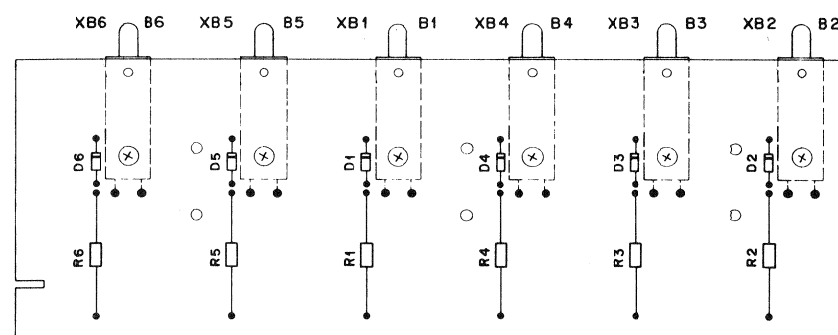 XB6 B6 XB5 B5 XB1 B1 XB4 B4 XB3 B3 XB2 B2
D6 D5 D1 D4 D3 D2
R6 R5 R1 R4 R3 R2